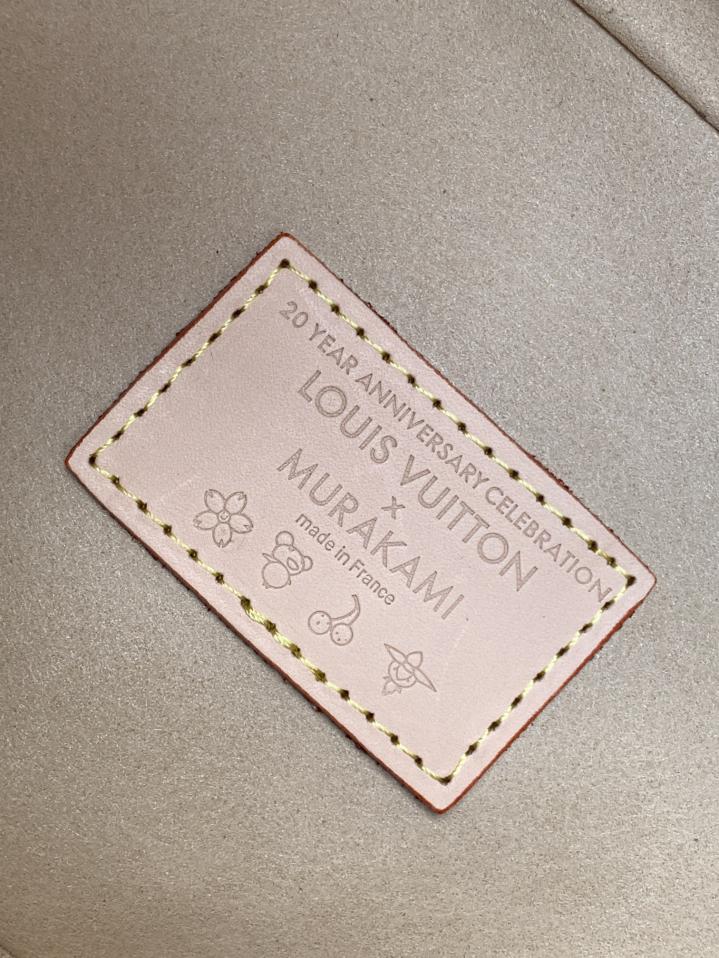 20 YEAR ANNIVERSARY CELEBRATION
LOUIS VUITTON
x
MURAKAMI
made in France